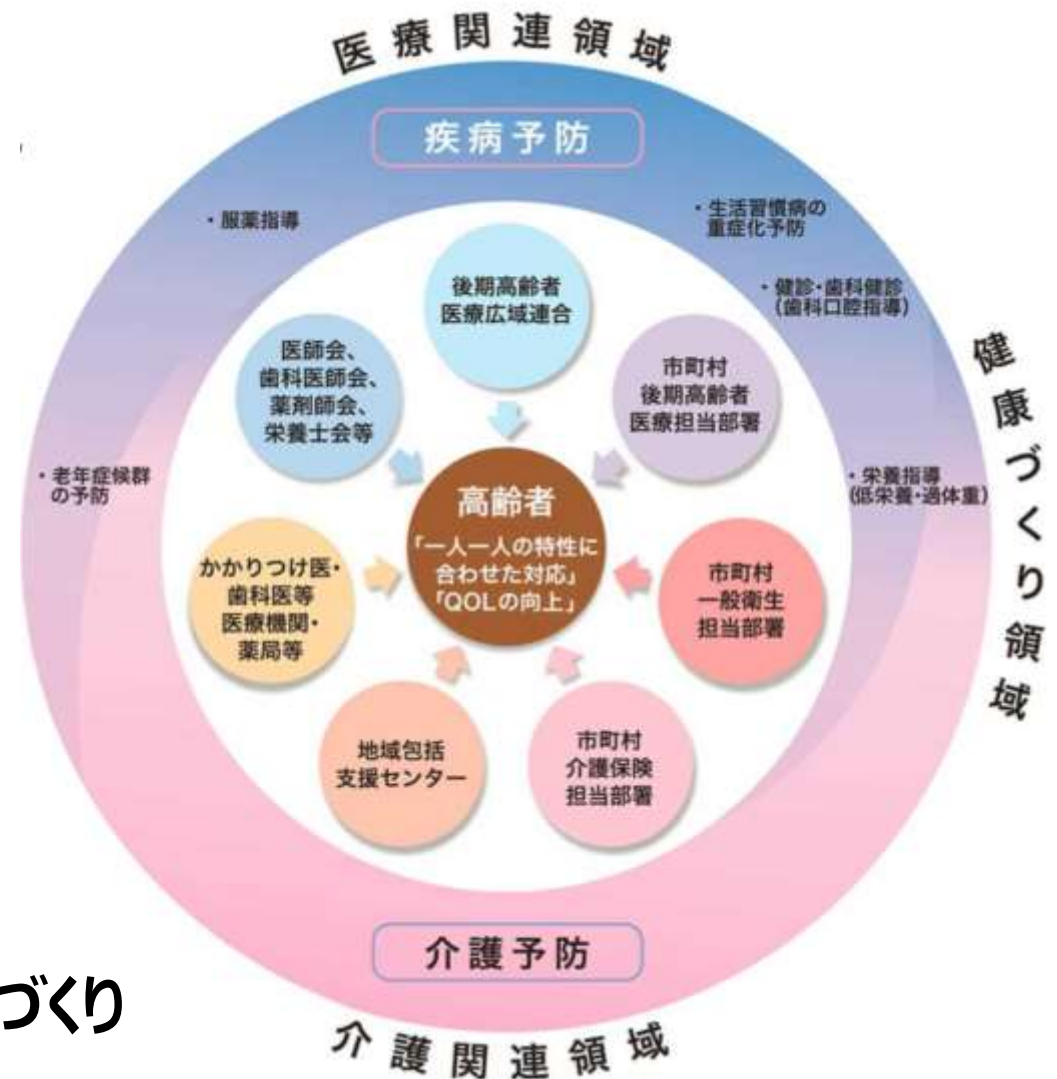 医療関連領域
疾病予防
・服薬指導
・生活習慣病の
重症化予防
・健診・歯科健診
(歯科口腔指導)
健康づくり領域
・栄養指導
(低栄養・過体重)
・老年症候群
の予防
後期高齢者
医療広域連合
医師会、
歯科医師会、
薬剤師会、
栄養士会等
市町村
後期高齢者
医療担当部署
高齢者
「一人一人の特性に
合わせた対応」
「QOLの向上」
かかりつけ医・
歯科医等
医療機関・
薬局等
市町村
一般衛生
担当部署
地域包括
支援センター
市町村
介護保険
担当部署
介護予防
づくり
介護関連領域